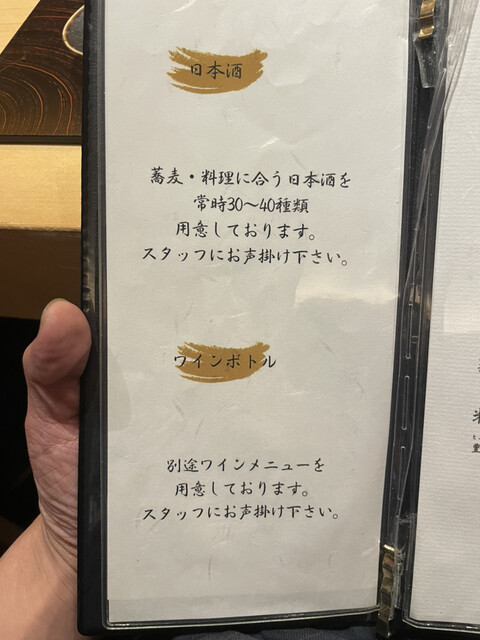 日本酒
蕎麦・料理に合う日本酒を
常時30〜40種類
用意しております。
スタッフにお声掛け下さい。
ワインボトル
別途ワインメニューを
用意しております。
スタッフにお声掛け下さい。